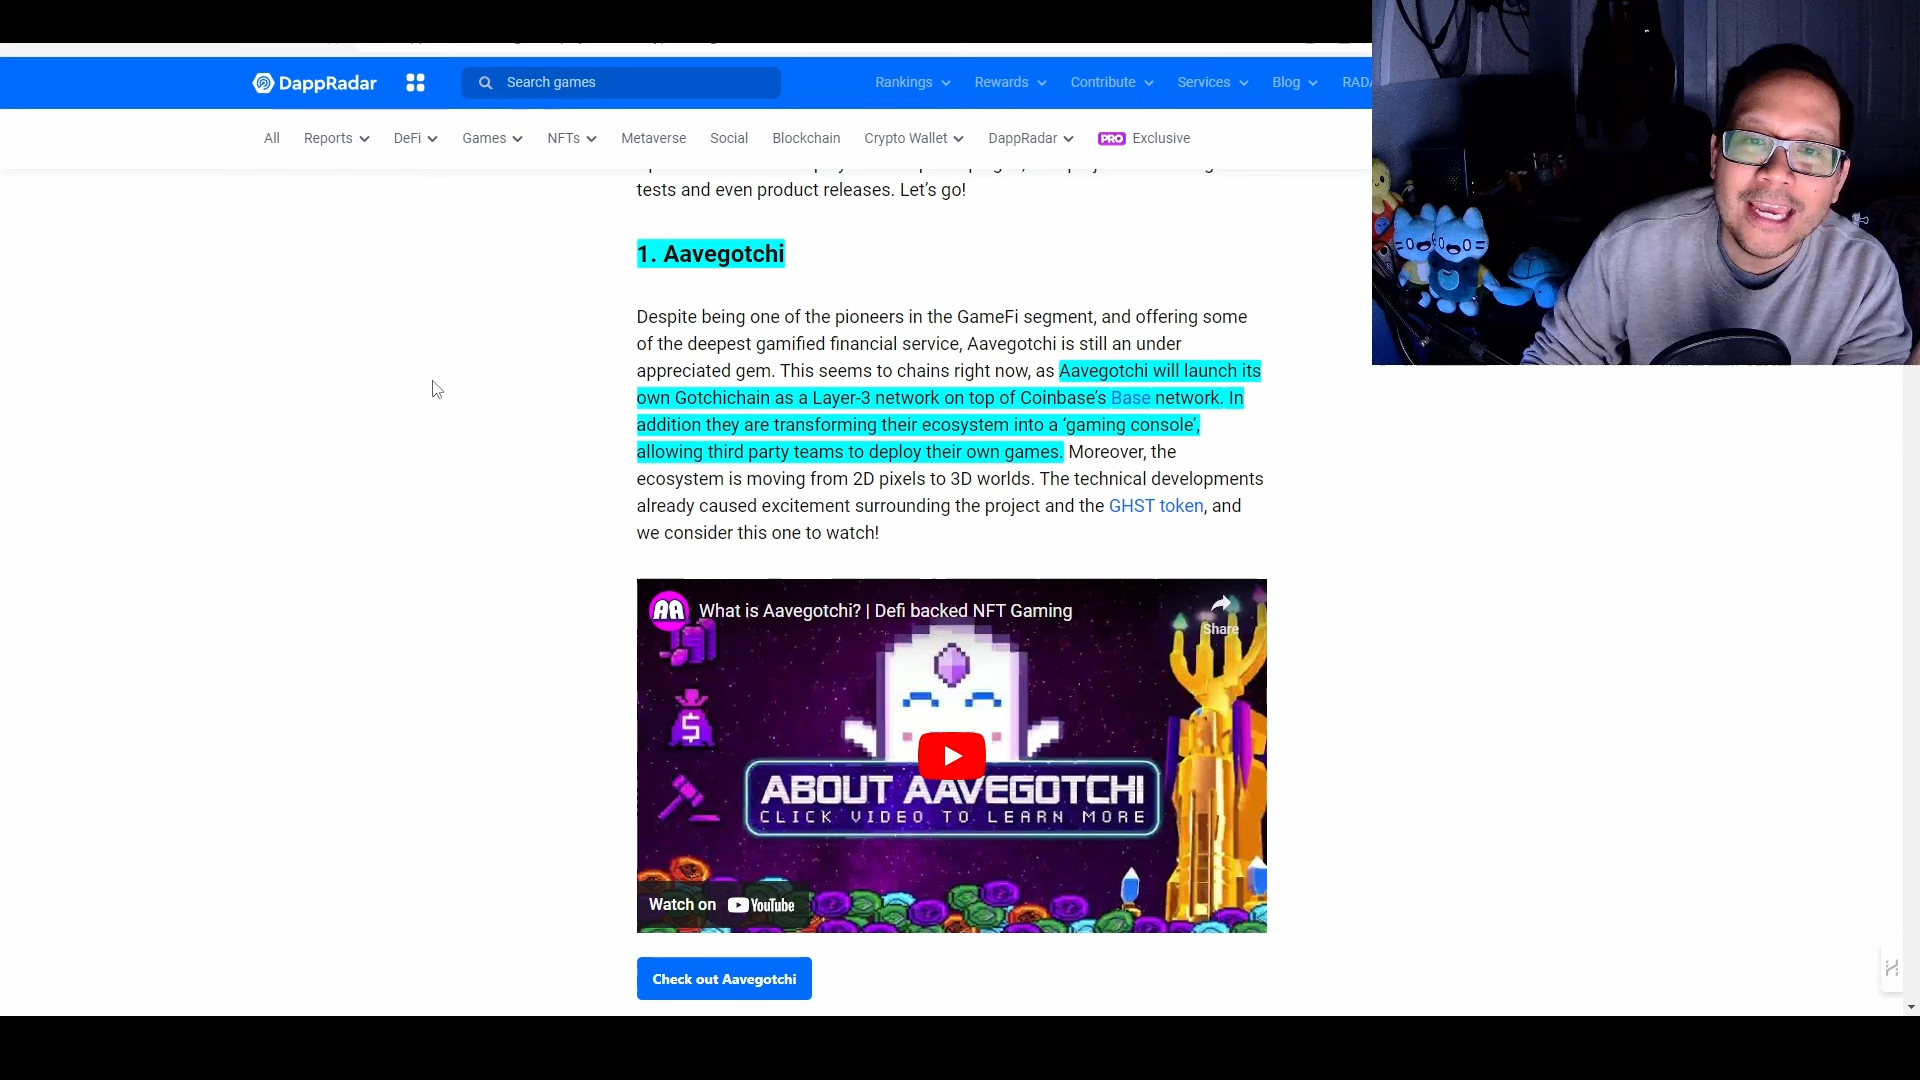 DappRadar
Search games
Rankings
Rewards
Contribute
Services
Blog
All
Reports
DeFi
Games
NFTs
Metaverse
Social
Blockchain
Crypto Wallet
DappRadar
PRO Exclusive
tests and even product releases. Let’s go!
1. Aavegotchi
Despite being one of the pioneers in the GameFi segment, and offering some
of the deepest gamified financial service, Aavegotchi is still an under
appreciated gem. This seems to chains right now, as Aavegotchi will launch its
own Gotchichain as a Layer-3 network on top of Coinbase’s Base network. In
addition they are transforming their ecosystem into a ‘gaming console’,
allowing third party teams to deploy their own games. Moreover, the
ecosystem is moving from 2D pixels to 3D worlds. The technical developments
already caused excitement surrounding the project and the GHST token, and
we consider this one to watch!
What is Aavegotchi? | Defi backed NFT Gaming
Share
$
ABOUT AAVEGOTCHI
CLICK VIDEO TO LEARN MORE
Watch on YouTube
Check out Aavegotchi